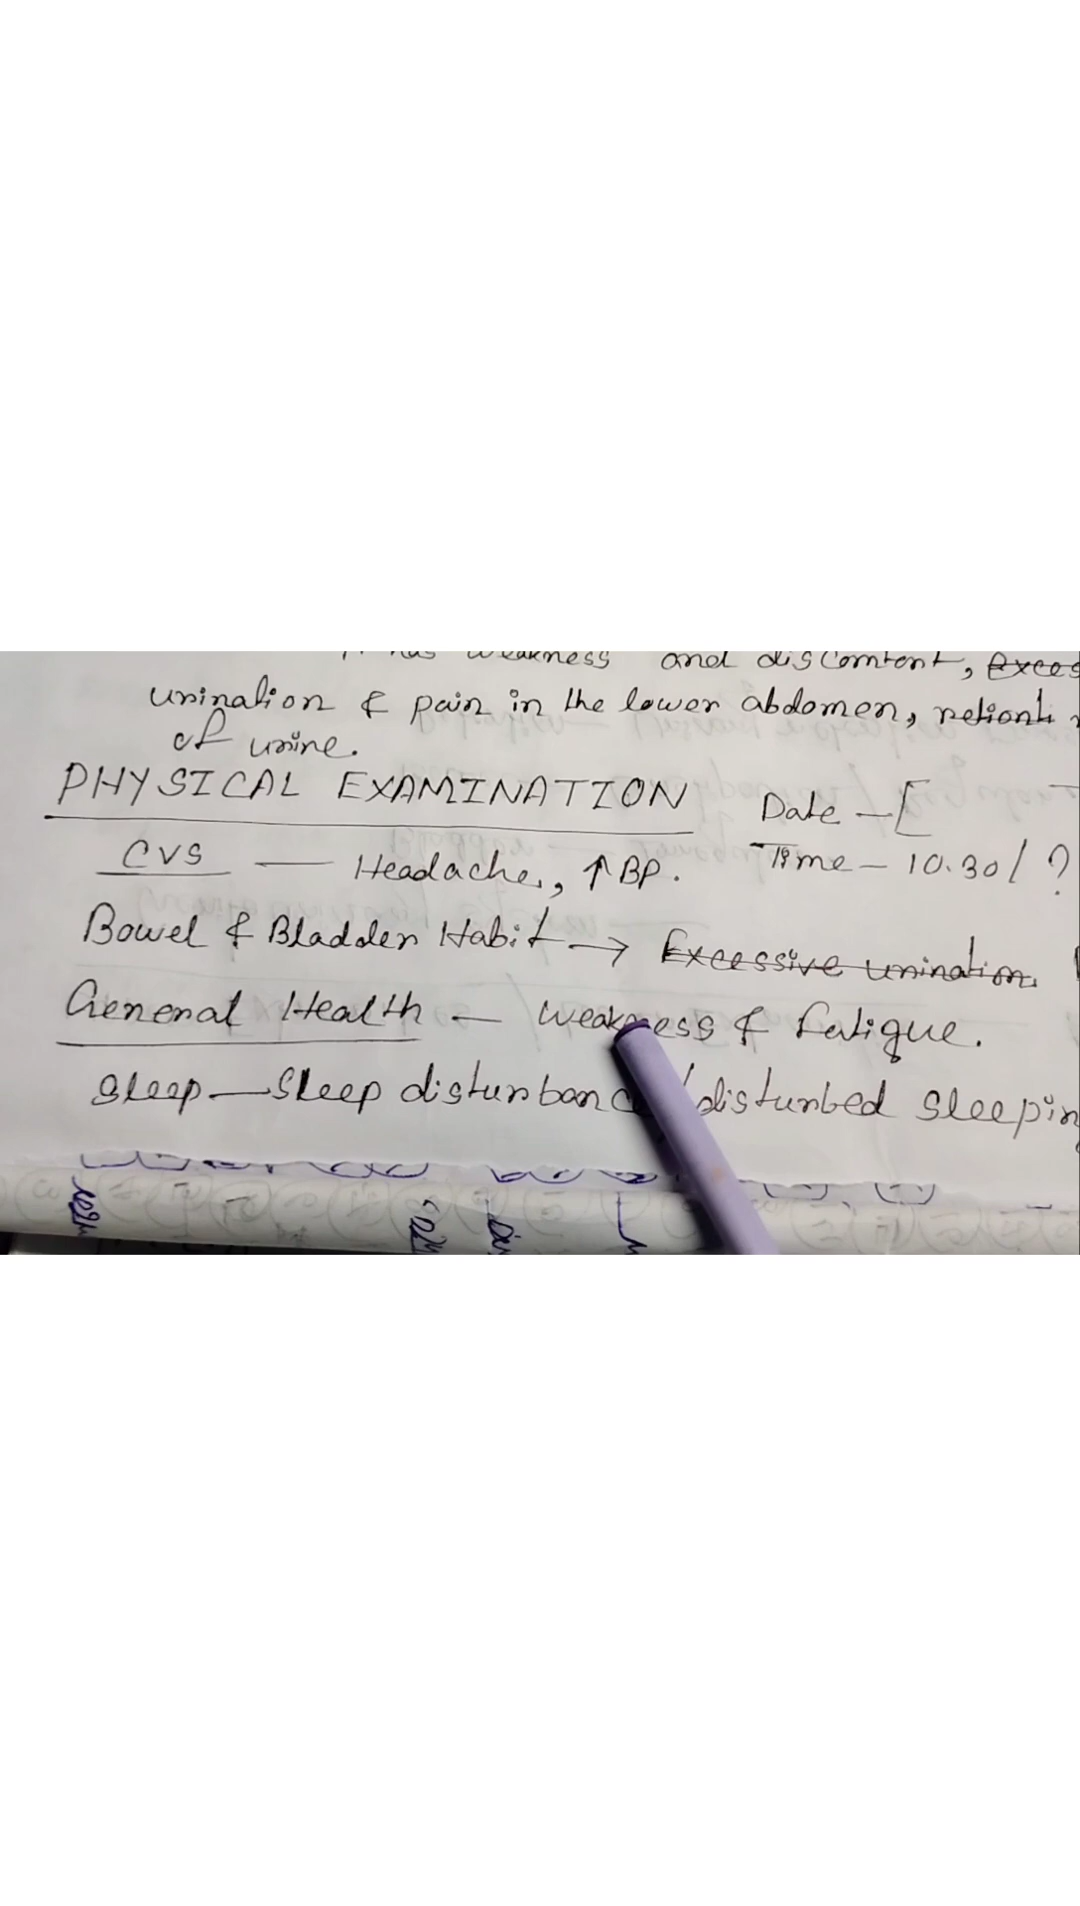 has weakness and discomfort, exces
urination & pain in the lower abdomen,
of urine.
PHYSICAL EXAMINATION Date - [
Time - 10.30/ ?
CVS — Headache, ↑BP.
Bowel & Bladder Habit → Excessive urination.
General Health — Weakness & Fatigue.
Sleep — Sleep disturbance / disturbed sleepin